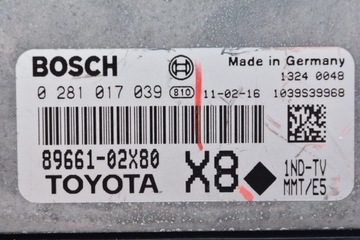 BOSCH
Made in Germany
1324 0048
0 281 017 039 810 11-02-16 1039S39968
89661-02X80
TOYOTA
X8
1ND-TV
MMT/E5